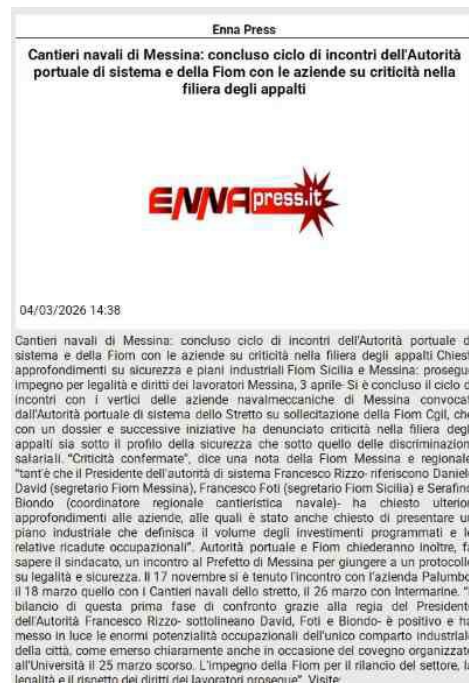 Enna Press
Cantieri navali di Messina: concluso ciclo di incontri dell'Autorità
portuale di sistema e della Fiom con le aziende su criticità nella
filiera degli appalti
ENNApress.it
04/03/2026 14:38
Cantieri navali di Messina: concluso ciclo di incontri dell'Autorità portuale d
sistema e della Fiom con le aziende su criticità nella filiera degli appalti Chiest
approfondimenti su sicurezza e piani industriali Fiom Sicilia e Messina: prosegu
impegno per legalità e diritti dei lavoratori Messina, 3 aprile- Si è concluso il ciclo d
incontri con i vertici delle aziende navalmeccaniche di Messina convocat
dall'Autorità portuale di sistema dello Stretto su sollecitazione della Fiom Cgil, che
con un dossier e successive iniziative ha denunciato criticità nella filiera degl
appalti sia sotto il profilo della sicurezza che sotto quello delle discriminazion
salariali. "Criticità confermate", dice una nota della Fiom Messina e regionale
"tant'è che il Presidente dell'autorità di sistema Francesco Rizzo- riferiscono Daniele
David (segretario Fiom Messina), Francesco Foti (segretario Fiom Sicilia) e Serafino
Biondo (coordinatore regionale cantieristica navale)- ha chiesto ulterior
approfondimenti alle aziende, alle quali è stato anche chiesto di presentare un
piano industriale che definisca il volume degli investimenti programmati e le
relative ricadute occupazionali". Autorità portuale e Fiom chiederanno inoltre, fa
sapere il sindacato, un incontro al Prefetto di Messina per giungere a un protocollo
su legalità e sicurezza. Il 17 novembre si è tenuto l'incontro con l'azienda Palumbo,
il 18 marzo quello con i Cantieri navali dello stretto, il 26 marzo con Intermarine. "I
bilancio di questa prima fase di confronto grazie alla regia del Presidente
dell'Autorità Francesco Rizzo- sottolineano David, Foti e Biondo- è positivo e ha
messo in luce le enormi potenzialità occupazionali dell'unico comparto industriale
della città, come emerso chiaramente anche in occasione del covegno organizzato
all'Università il 25 marzo scorso. L'impegno della Fiom per il rilancio del settore, la
legalità e il rispetto dei diritti dei lavoratori prosegue". Visite: